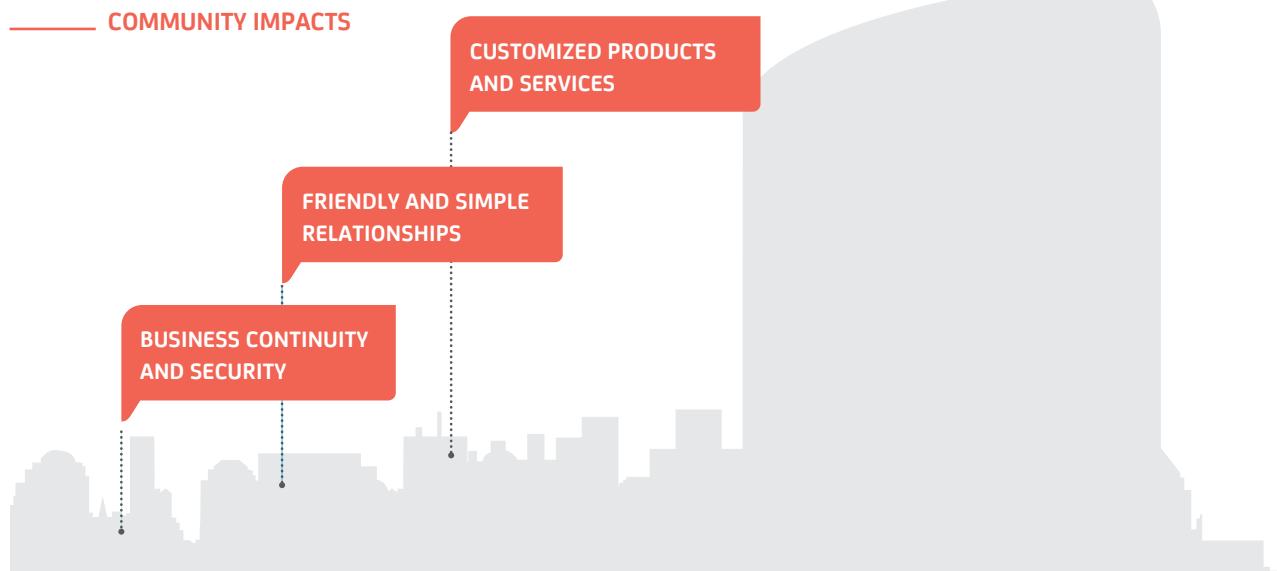 COMMUNITY IMPACTS
CUSTOMIZED PRODUCTS
AND SERVICES
FRIENDLY AND SIMPLE
RELATIONSHIPS
BUSINESS CONTINUITY
AND SECURITY